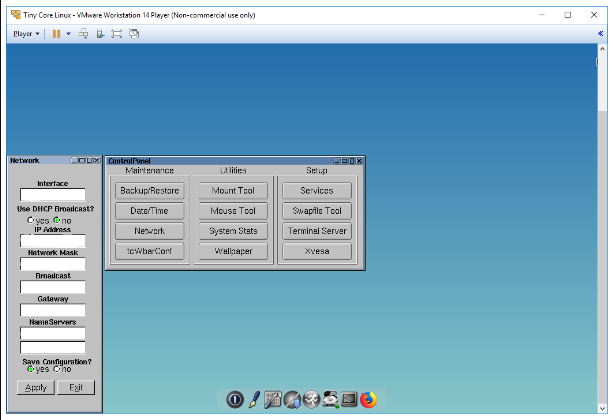 Tiny Core Linux - VMware Workstation 14 Player (Non-commercial use only)
Player
Network
Interface
Use DHCP Broadcast?
yes no
IP Address
Network Mask
Broadcast
Gateway
NameServers
Save Configuration?
yes no
Apply Exit
ControlPanel
Maintenance Utilities Setup
Backup/Restore Mount Tool Services
Date/Time Mouse Tool Swapfile Tool
Network System Stats Terminal Server
tcWbarConf Wallpaper Xvesa